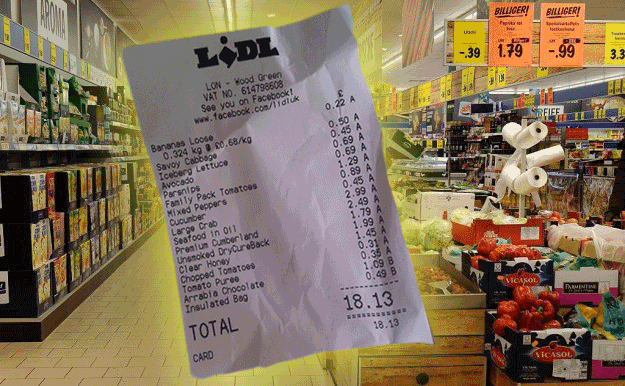 LIDL
LON - Wood Green
VAT NO. 614798603
See you on Facebook!
www.facebook.com/lidluk
£
Bananas Loose 0.22 A
0.324 kg @ £0.68/kg
Savoy Cabbage 0.50 A
Iceberg Lettuce 0.45 A
Avocado 0.69 A
Parsnips 0.69 A
Family Pack Tomatoes 1.29 A
Mixed Peppers 0.89 A
Cucumber 0.45 A
Large Crab 2.99 A
Seafood in Oil 2.49 A
Premium Cumberland 1.79 A
Unsmoked DryCureBack 1.99 A
Clear Honey 1.45 A
Chopped Tomatoes 0.31 A
Tomato Puree 0.35 A
Arrabia Chocolate 1.09 B
Insulated Bag 0.49 B
TOTAL 18.13
CARD 18.13
AROMA
BILLIGER!
1.79
BILLIGER!
-.99
-.39
VICASOL
VICASOL